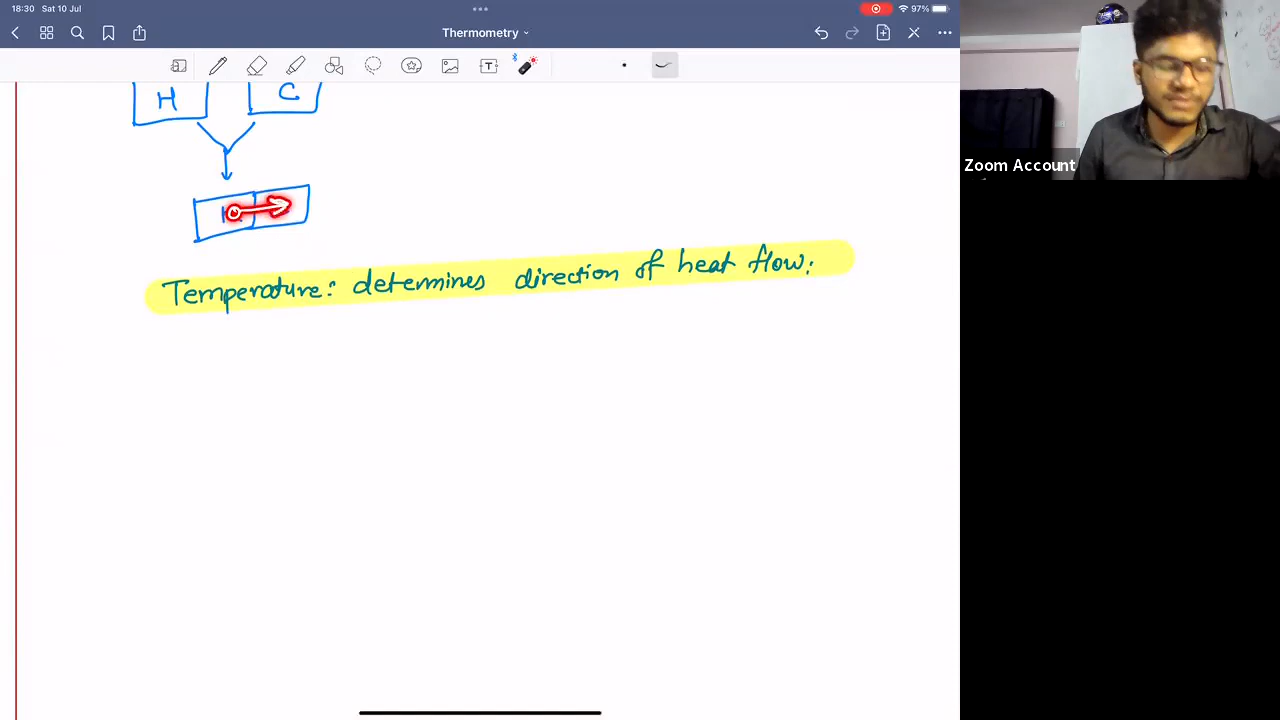 18:30 Sat 10 Jul
97%
Thermometry
H C
Temperature: determines direction of heat flow.
Zoom Account